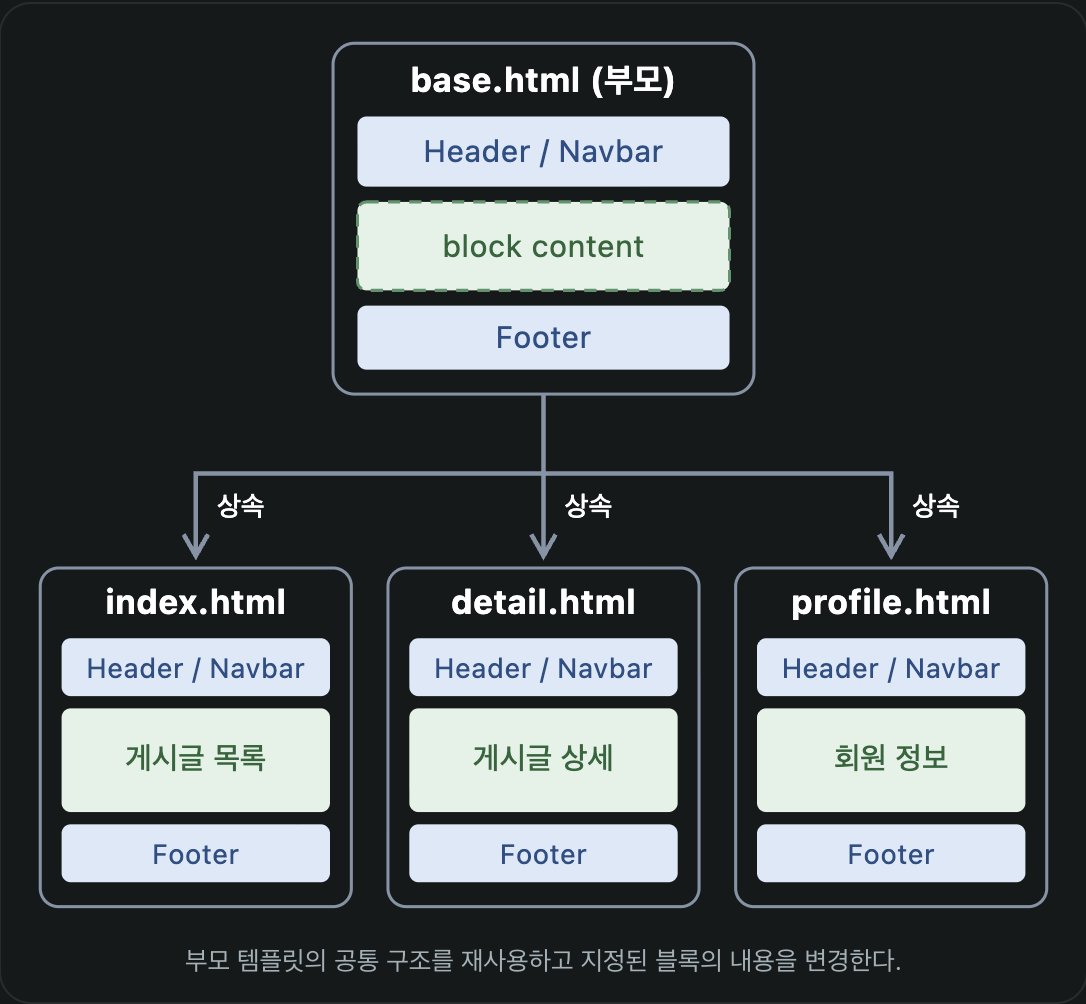 base.html (부모)
Header / Navbar
block content
Footer
상속
상속
상속
index.html
Header / Navbar
게시글 목록
Footer
detail.html
Header / Navbar
게시글 상세
Footer
profile.html
Header / Navbar
회원 정보
Footer
부모 템플릿의 공통 구조를 재사용하고 지정된 블록의 내용을 변경한다.